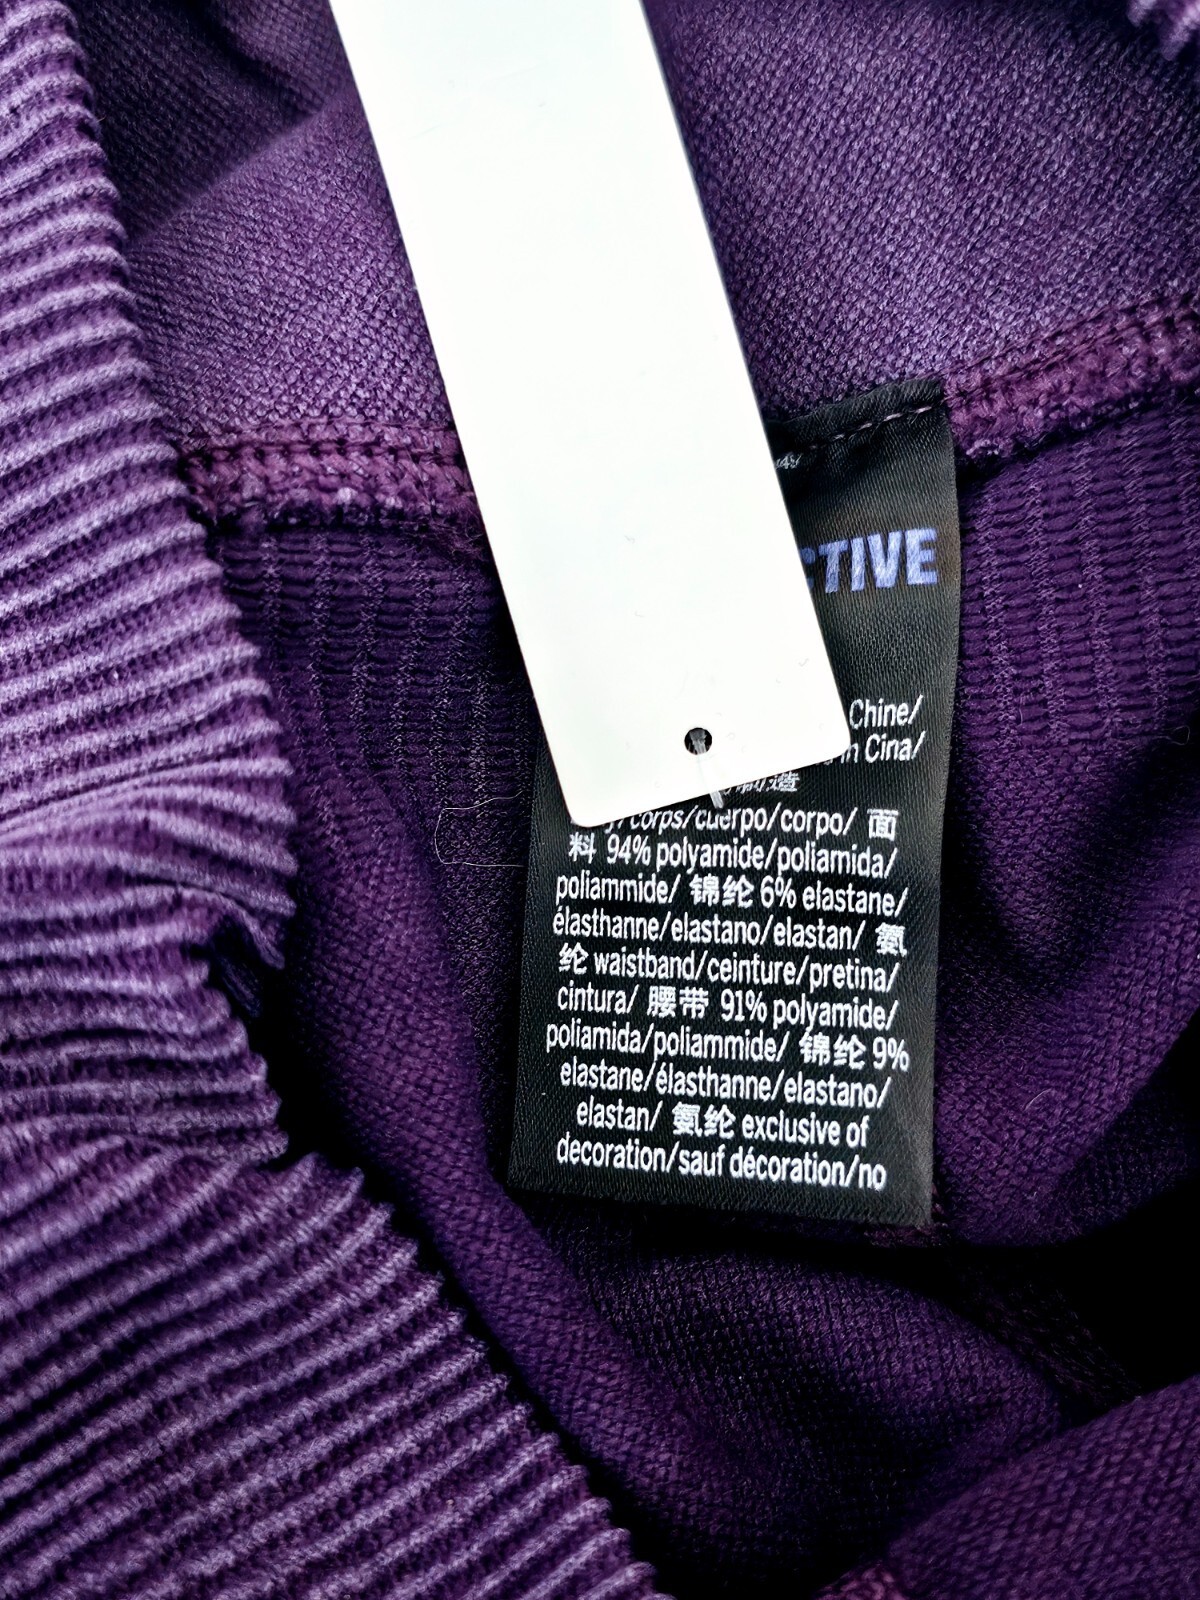 CTIVE
Chine/
in Cina/
制造
corps/cuerpo/corpo/ 面
料 94% polyamide/poliamida/
poliammide/ 锦纶 6% elastane/
élasthanne/elastano/elastan/ 氨
纶 waistband/ceinture/pretina/
cintura/ 腰带 91% polyamide/
poliamida/poliammide/ 锦纶 9%
elastane/élasthanne/elastano/
elastan/ 氨纶 exclusive of
decoration/sauf décoration/no